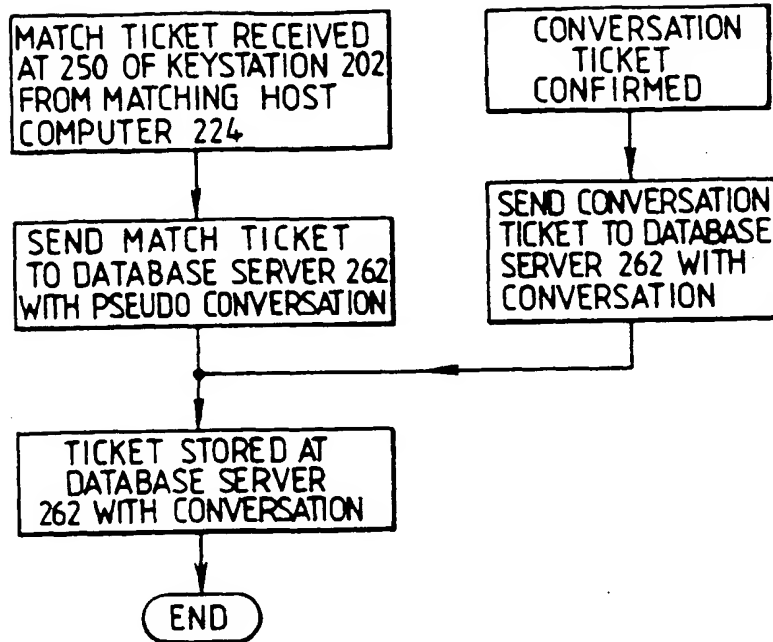 MATCH TICKET RECEIVED
AT 250 OF KEYSTATION 202
FROM MATCHING HOST
COMPUTER 224
CONVERSATION
TICKET
CONFIRMED
SEND MATCH TICKET
TO DATABASE SERVER 262
WITH PSEUDO CONVERSATION
SEND CONVERSATION
TICKET TO DATABASE
SERVER 262 WITH
CONVERSATION
TICKET STORED AT
DATABASE SERVER
262 WITH CONVERSATION
END